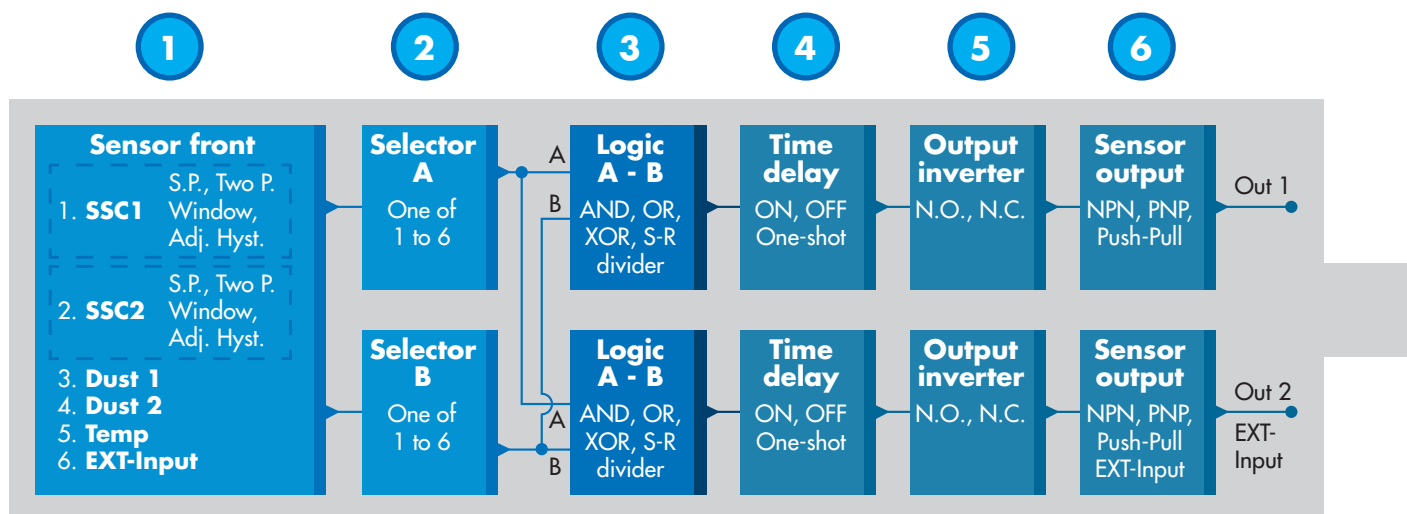 1
2
3
4
5
6
Sensor front
1. SSC1
S.P., Two P.
Window,
Adj. Hyst.
2. SSC2
S.P., Two P.
Window,
Adj. Hyst.
3. Dust 1
4. Dust 2
5. Temp
6. EXT-Input
Selector
A
One of
1 to 6
Selector
B
One of
1 to 6
A
B
A
B
Logic
A - B
AND, OR,
XOR, S-R
divider
Logic
A - B
AND, OR,
XOR, S-R
divider
Time
delay
ON, OFF
One-shot
Time
delay
ON, OFF
One-shot
Output
inverter
N.O., N.C.
Output
inverter
N.O., N.C.
Sensor
output
NPN, PNP,
Push-Pull
Sensor
output
NPN, PNP,
Push-Pull
EXT-Input
Out 1
Out 2
EXT-
Input